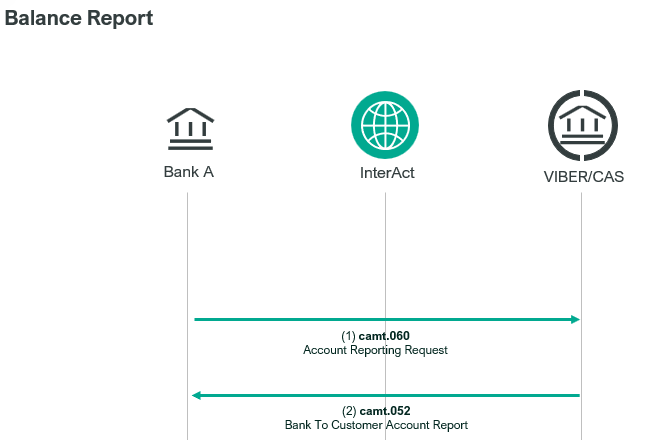 Balance Report
Bank A
InterAct
VIBER/CAS
(1) camt.060
Account Reporting Request
(2) camt.052
Bank To Customer Account Report